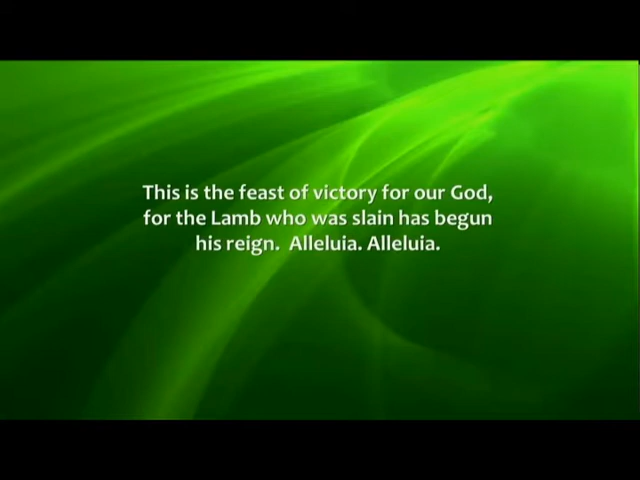 This is the feast of victory for our God,
for the Lamb who was slain has begun
his reign.  Alleluia. Alleluia.